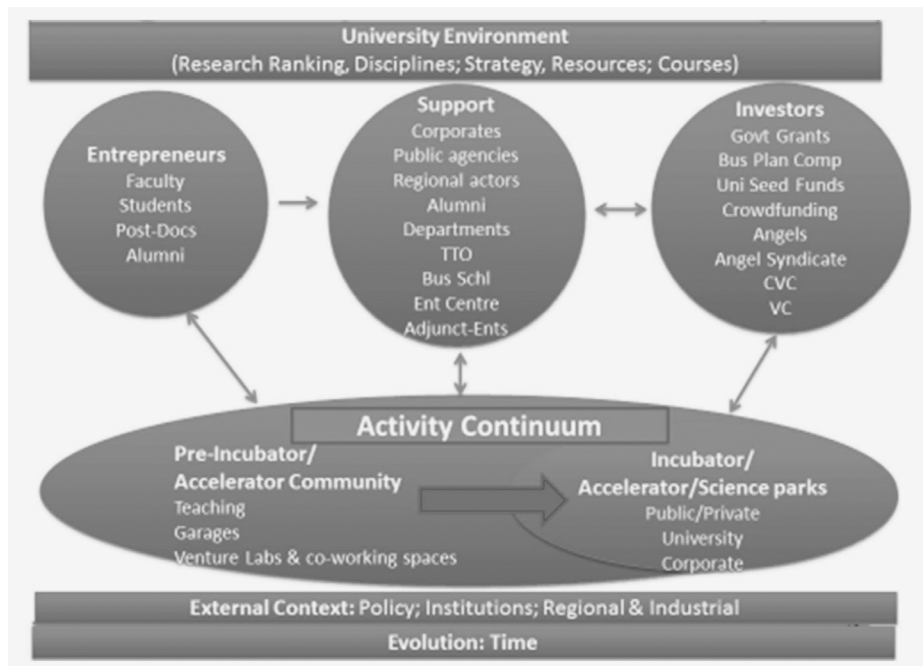 University Environment
(Research Ranking, Disciplines; Strategy, Resources; Courses)
Entrepreneurs
Faculty
Students
Post-Docs
Alumni
Support
Corporates
Public agencies
Regional actors
Alumni
Departments
TTO
Bus Schl
Ent Centre
Adjunct-Ents
Investors
Govt Grants
Bus Plan Comp
Uni Seed Funds
Crowdfunding
Angels
Angel Syndicate
CVC
VC
Activity Continuum
Pre-Incubator/
Accelerator Community
Teaching
Garages
Venture Labs & co-working spaces
Incubator/
Accelerator/Science parks
Public/Private
University
Corporate
External Context: Policy; Institutions; Regional & Industrial
Evolution: Time